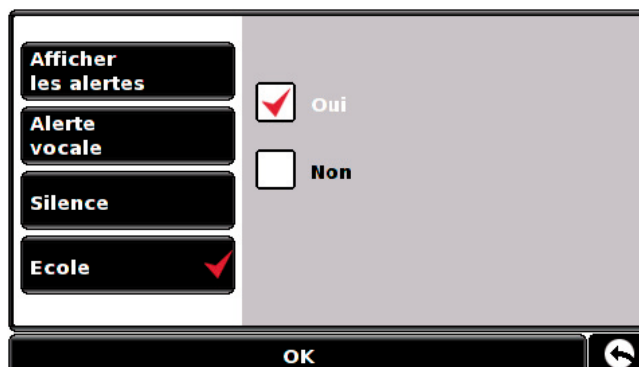 Afficher
les alertes
Alerte
vocale
Silence
Ecole
Oui
Non
OK